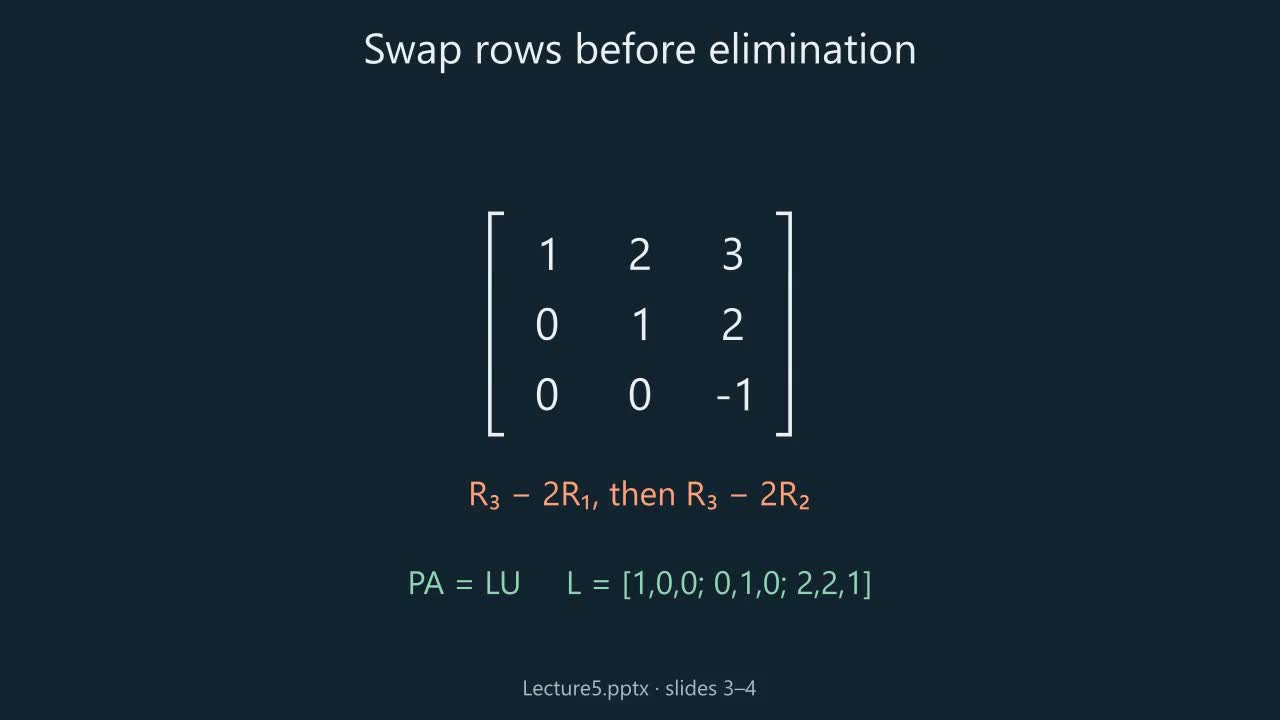 Swap rows before elimination
1 2 3
0 1 2
0 0 -1
R₃ − 2R₁, then R₃ − 2R₂
PA = LU L = [1,0,0; 0,1,0; 2,2,1]
Lecture5.pptx · slides 3–4